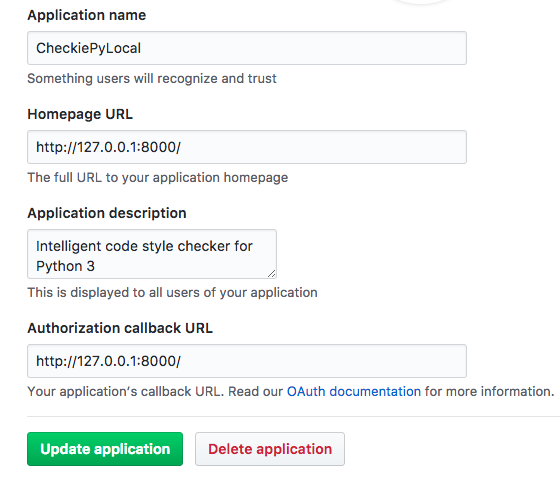 Application name
CheckiePyLocal
Something users will recognize and trust
Homepage URL
http://127.0.0.1:8000/
The full URL to your application homepage
Application description
Intelligent code style checker for
Python 3
This is displayed to all users of your application
Authorization callback URL
http://127.0.0.1:8000/
Your application’s callback URL. Read our OAuth documentation for more information.
Update application Delete application